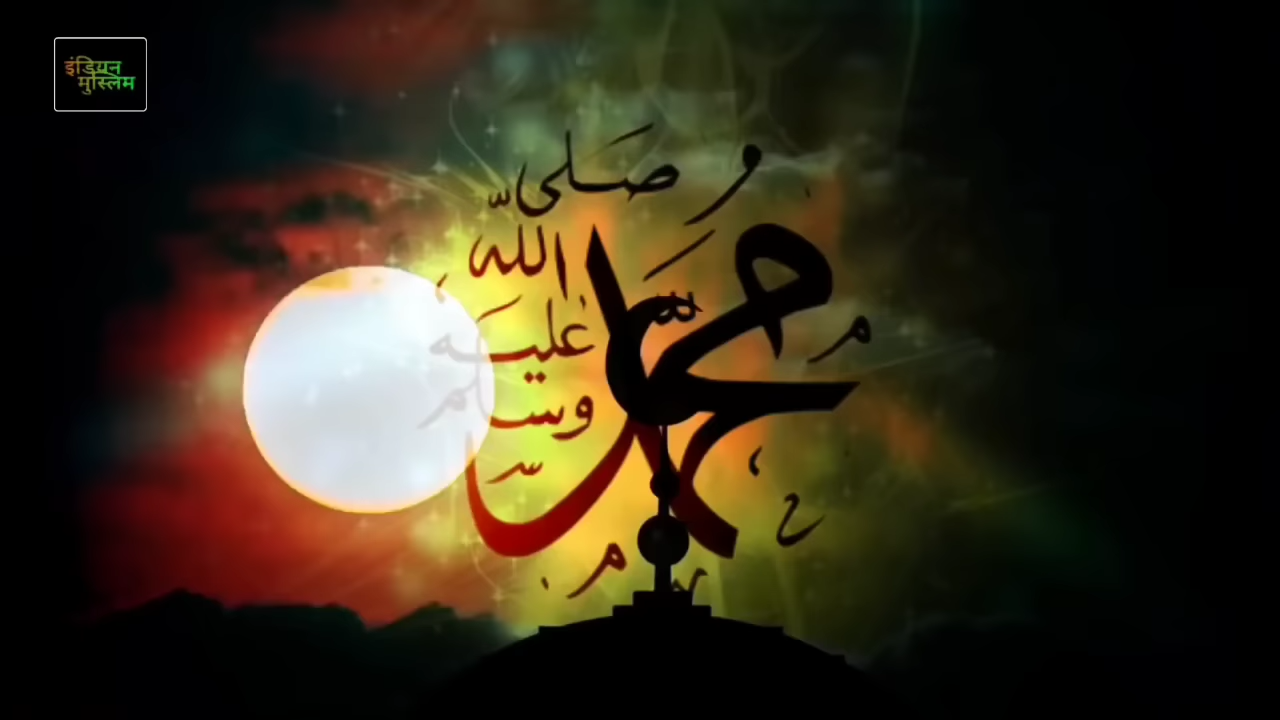 इंडियन
मुस्लिम
محمد
صلى
الله
عليه
وسلم